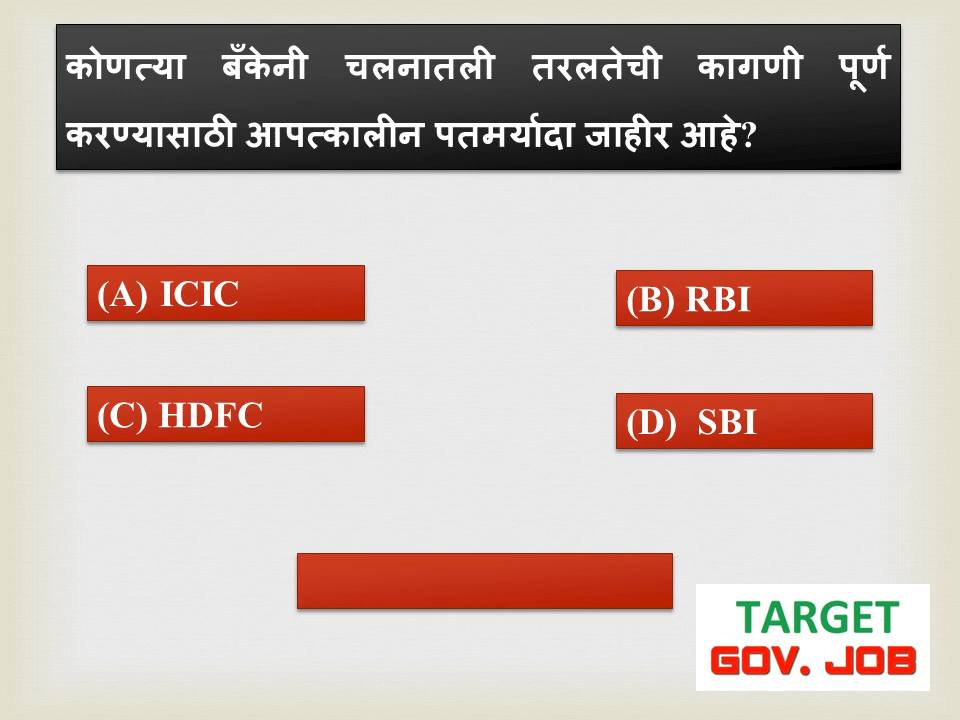 कोणत्या बँकेनी चलनातली तरलतेची कागणी पूर्ण
करण्यासाठी आपत्कालीन पतमर्यादा जाहीर आहे?
(A) ICIC
(B) RBI
(C) HDFC
(D) SBI
TARGET
GOV. JOB